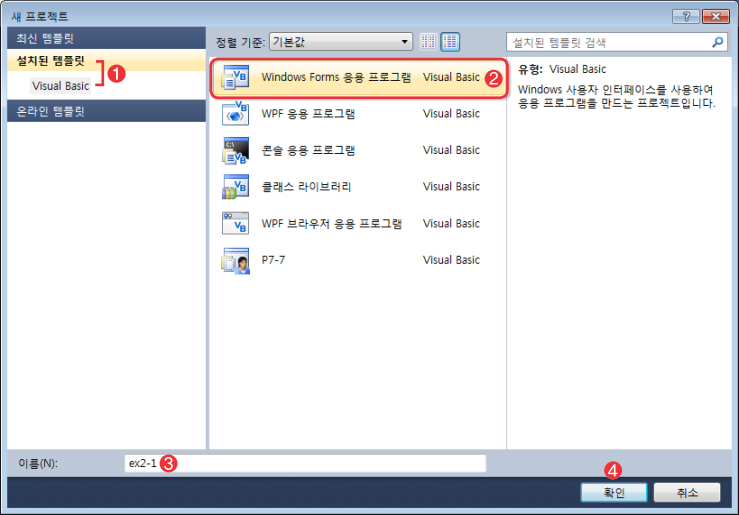 새 프로젝트
최신 템플릿
설치된 템플릿
1
Visual Basic
온라인 템플릿
정렬 기준: 기본값
설치된 템플릿 검색
Windows Forms 응용 프로그램 Visual Basic 2
WPF 응용 프로그램 Visual Basic
콘솔 응용 프로그램 Visual Basic
클래스 라이브러리 Visual Basic
WPF 브라우저 응용 프로그램 Visual Basic
P7-7 Visual Basic
유형: Visual Basic
Windows 사용자 인터페이스를 사용하여
응용 프로그램을 만드는 프로젝트입니다.
이름(N): ex2-1 3
4
확인 취소